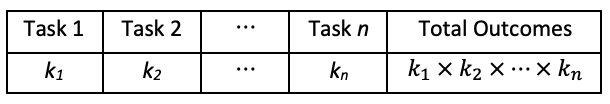 Task 1 Task 2 ⋯ Task n Total Outcomes
k₁ k₂ ⋯ kₙ k₁ × k₂ × ⋯ × kₙ